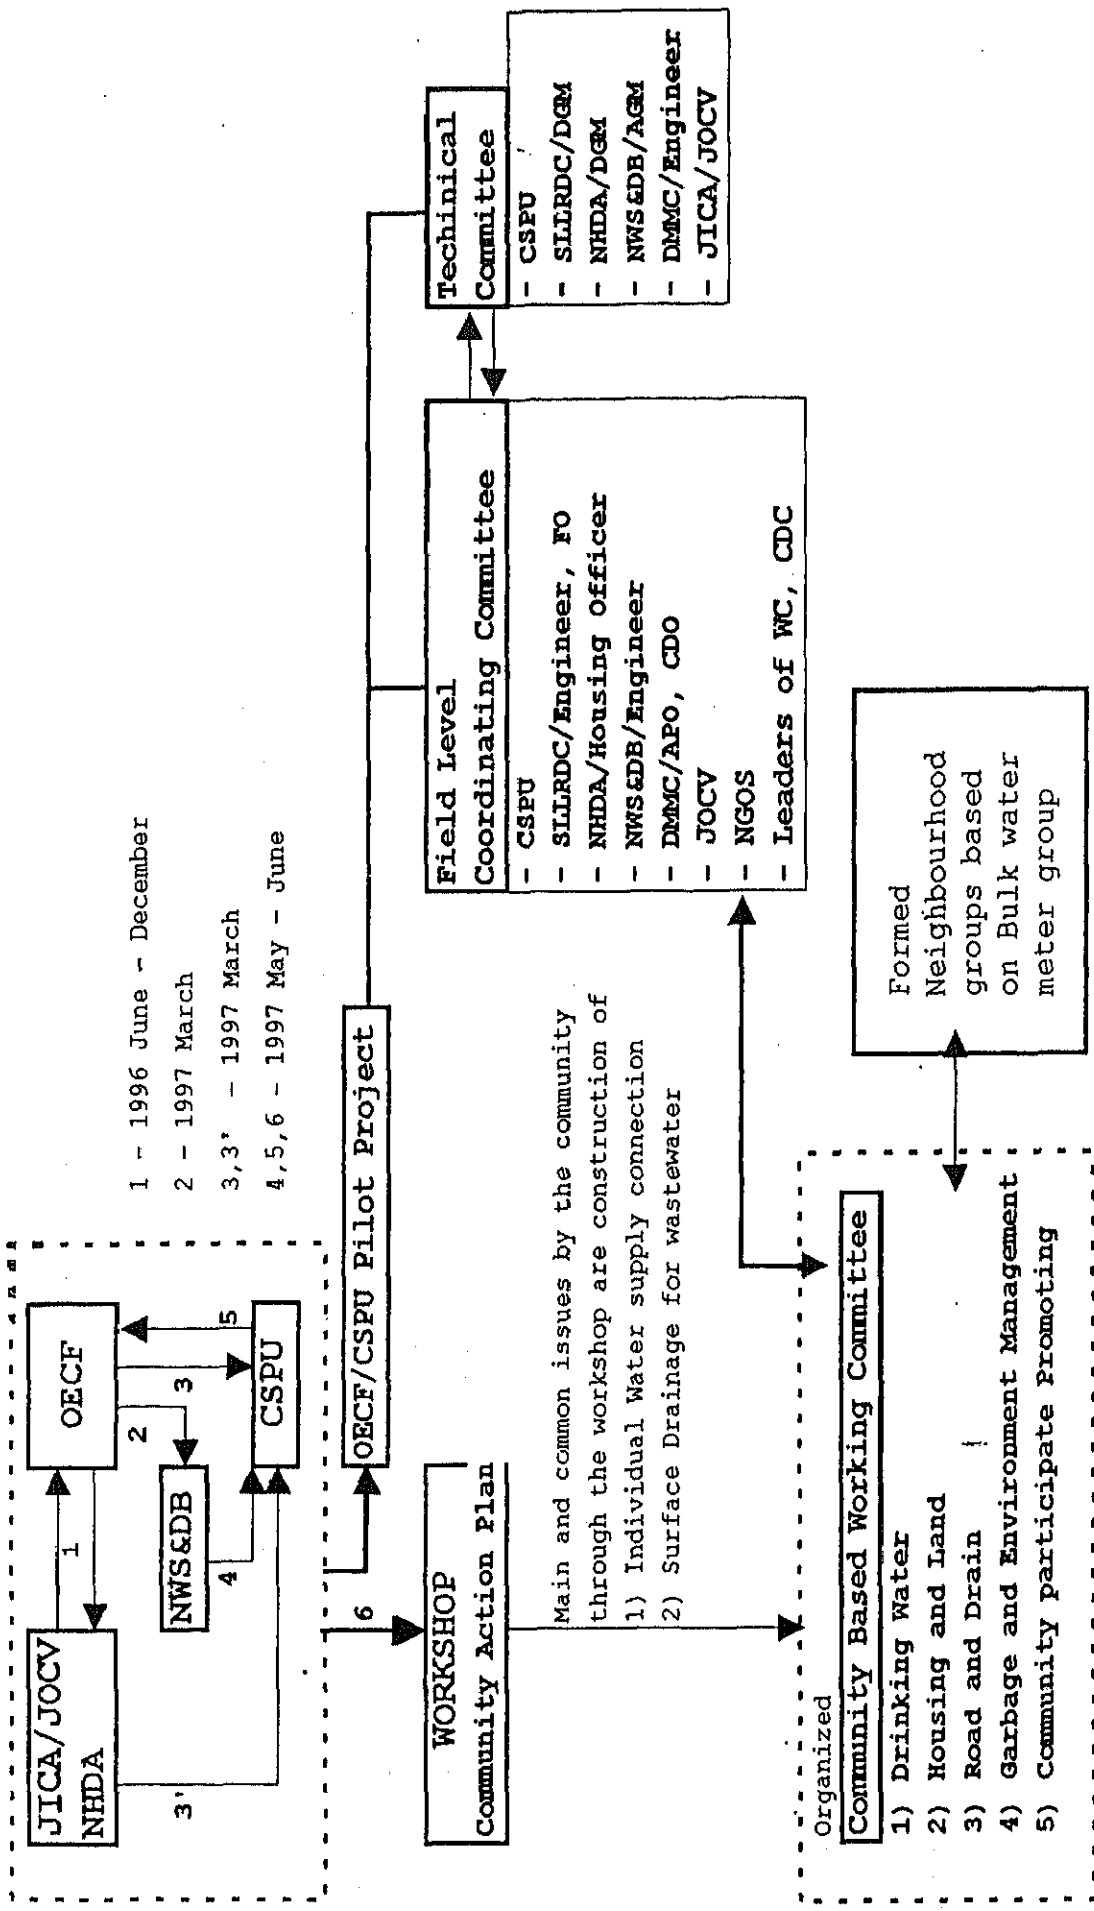 JICA/JOCV
NHDA
1
OECF
2
3
5
NWS&DB
4
CSPU
3'
6
1 - 1996 June - December
2 - 1997 March
3,3' - 1997 March
4,5,6 - 1997 May - June
WORKSHOP
Community Action Plan
OECF/CSPU Pilot Project
Field Level
Coordinating Committee
- CSPU
- SLLRDC/Engineer, FO
- NHDA/Housing Officer
- NWS&DB/Engineer
- DMMC/APO, CDO
- JOCV
- NGOS
- Leaders of WC, CDC
Techinical
Committee
- CSPU
- SLLRDC/DGM
- NHDA/DGM
- NWS&DB/AGM
- DMMC/Engineer
- JICA/JOCV
Main and common issues by the community
through the workshop are construction of
1) Individual Water supply connection
2) Surface Drainage for wastewater
Organized
Community Based Working Committee
1) Drinking Water
2) Housing and Land
3) Road and Drain
4) Garbage and Environment Management
5) Community participate Promoting
Formed
Neighbourhood
groups based
on Bulk water
meter group